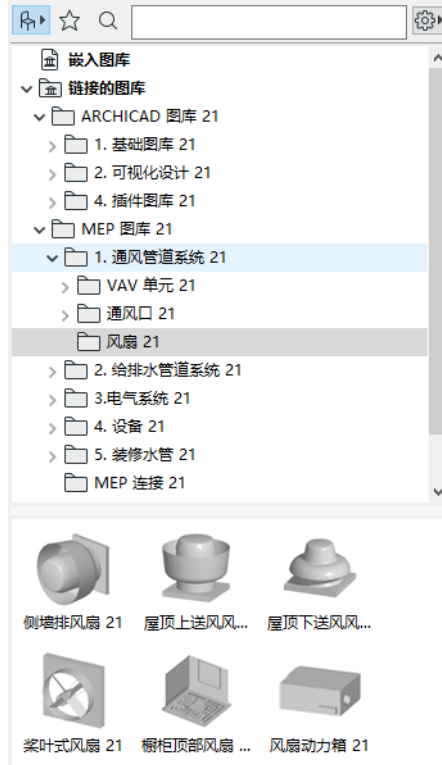 嵌入图库
链接的图库
ARCHICAD 图库 21
1. 基础图库 21
2. 可视化设计 21
4. 插件图库 21
MEP 图库 21
1. 通风管道系统 21
VAV 单元 21
通风口 21
风扇 21
2. 给排水管道系统 21
3.电气系统 21
4. 设备 21
5. 装修水管 21
MEP 连接 21
侧墙排风扇 21 屋顶上送风风... 屋顶下送风风...
桨叶式风扇 21 橱柜顶部风扇 ... 风扇动力箱 21